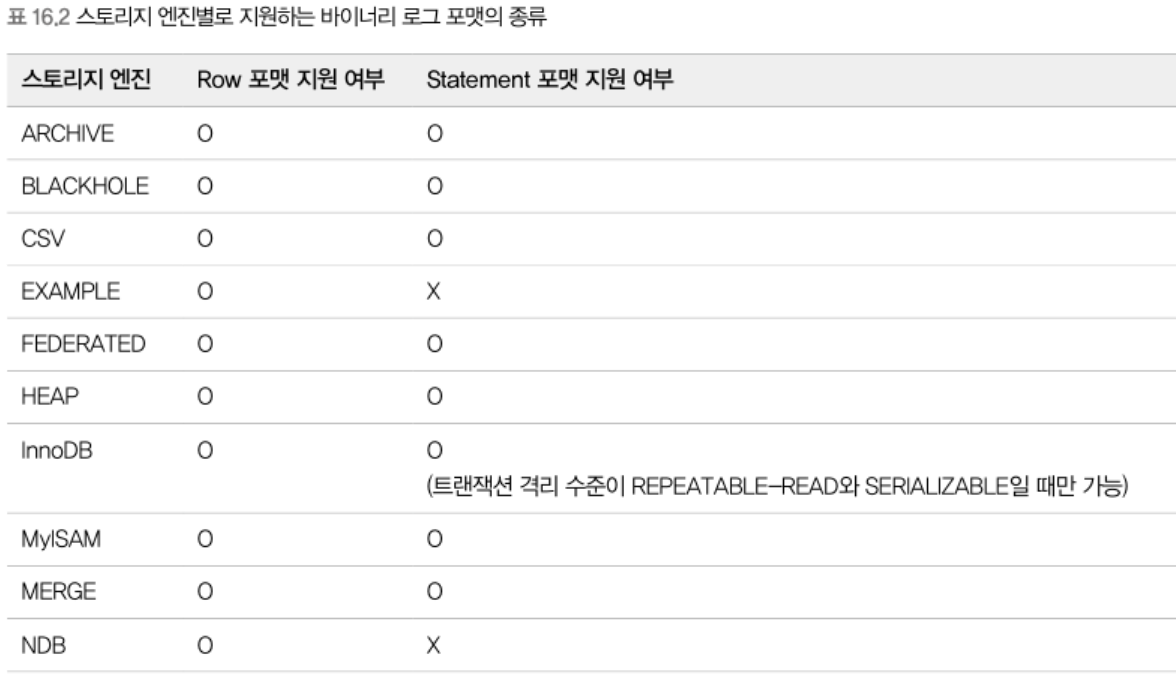 표 16.2 스토리지 엔진별로 지원하는 바이너리 로그 포맷의 종류
스토리지 엔진 Row 포맷 지원 여부 Statement 포맷 지원 여부
ARCHIVE O O
BLACKHOLE O O
CSV O O
EXAMPLE O X
FEDERATED O O
HEAP O O
InnoDB O O
(트랜잭션 격리 수준이 REPEATABLE-READ와 SERIALIZABLE일 때만 가능)
MyISAM O O
MERGE O O
NDB O X